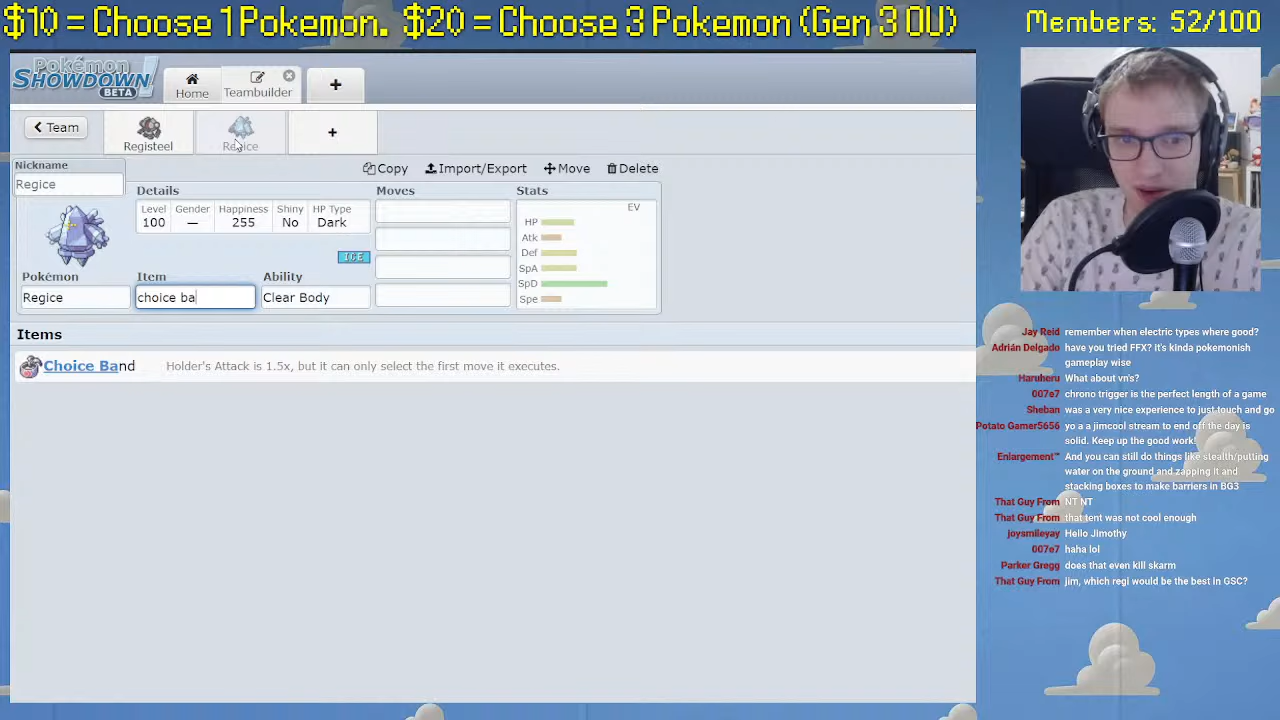 $10 = Choose 1 Pokemon. $20 = Choose 3 Pokemon (Gen 3 OU)
Members: 52/100
Pokémon
SHOWDOWN!
BETA
Home
Teambuilder
+
< Team
Registeel
Regice
+
Copy
Import/Export
Move
Delete
Nickname
Regice
Details
Level
100
Gender
—
Happiness
255
Shiny
No
HP Type
Dark
ICE
Pokémon
Regice
Item
choice ba
Ability
Clear Body
Moves
Stats
EV
HP
Atk
Def
SpA
SpD
Spe
Items
Choice Band
Holder's Attack is 1.5x, but it can only select the first move it executes.
Jay Reid remember when electric types where good?
Adrián Delgado have you tried FFX? It's kinda pokemonish
gameplay wise
Haruheru What about vn's?
007e7 chrono trigger is the perfect length of a game
Sheban was a very nice experience to just touch and go
Potato Gamer5656 yo a a jimcool stream to end off the day is
solid. Keep up the good work!
Enlargement™ And you can still do things like stealth/putting
water on the ground and zapping it and
stacking boxes to make barriers in BG3
That Guy From NT NT
That Guy From that tent was not cool enough
joysmileyay Hello Jimothy
007e7 haha lol
Parker Gregg does that even kill skarm
That Guy From jim, which regi would be the best in GSC?